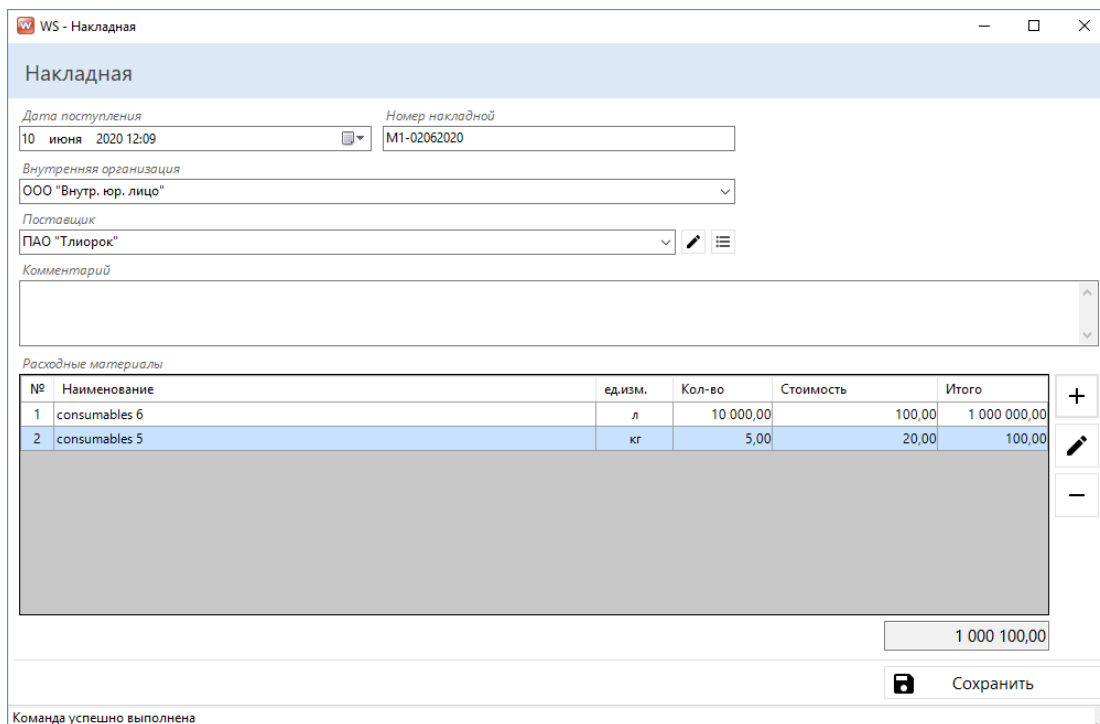 WS - Накладная
Накладная
Дата поступления Номер накладной
10 июня 2020 12:09 М1-02062020
Внутренняя организация
ООО "Внутр. юр. лицо"
Поставщик
ПАО "Тлиорок"
Комментарий
Расходные материалы
№ Наименование ед.изм. Кол-во Стоимость Итого
1 consumables 6 л 10 000,00 100,00 1 000 000,00
2 consumables 5 кг 5,00 20,00 100,00
1 000 100,00
Сохранить
Команда успешно выполнена